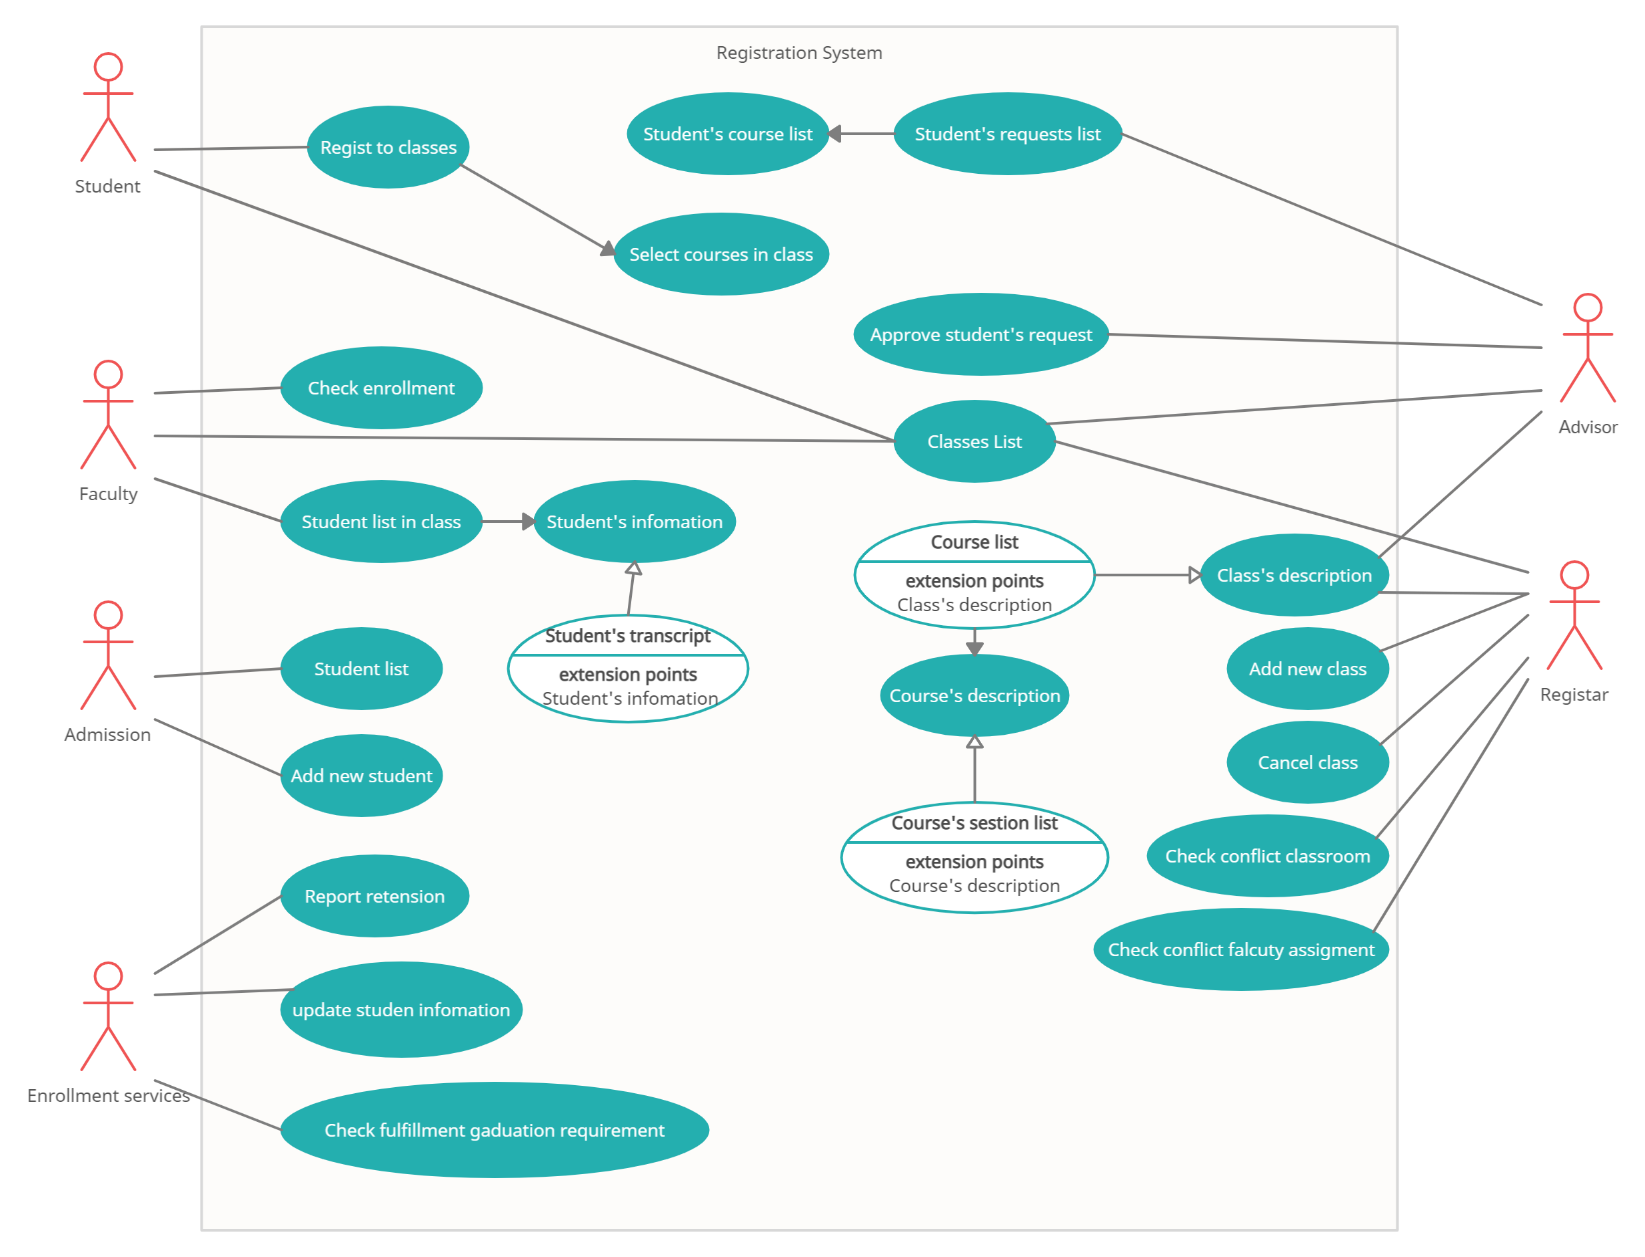 Registration System
Student's course list
Student's requests list
Regist to classes
Student
Select courses in class
Approve student's request
Check enrollment
Advisor
Classes List
Faculty
Student list in class
Student's infomation
Course list
extension points
Class's description
Class's description
Student's transcript
extension points
Student's infomation
Student list
Add new class
Course's description
Registar
Admission
Cancel class
Add new student
Course's sestion list
extension points
Course's description
Check conflict classroom
Report retension
Check conflict falcuty assigment
update studen infomation
Enrollment services
Check fulfillment gaduation requirement